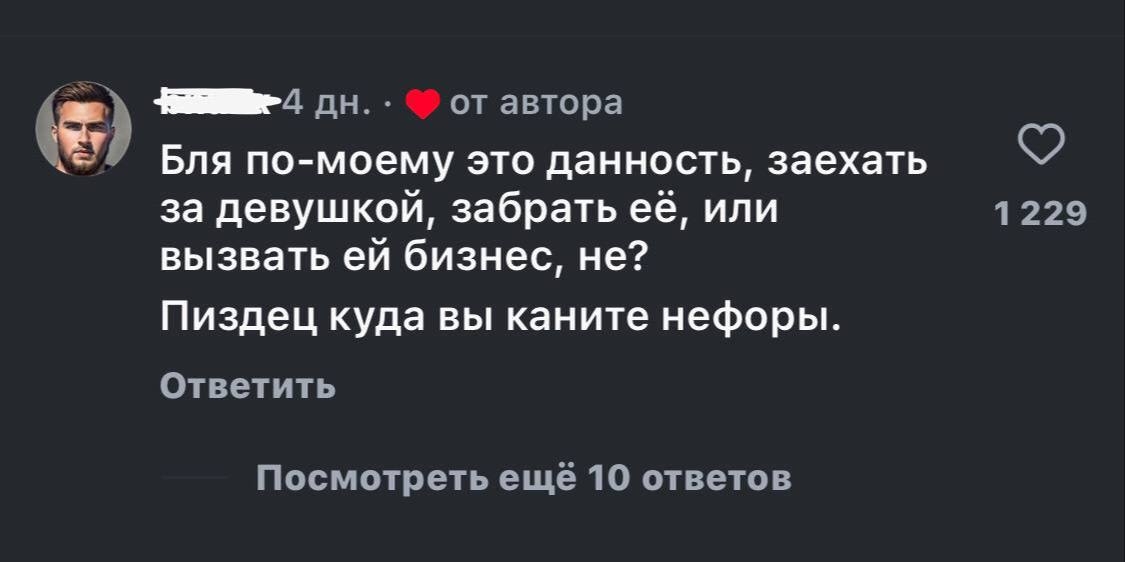 4 дн. · ❤ от автора
Бля по-моему это данность, заехать
за девушкой, забрать её, или
вызвать ей бизнес, не?
Пиздец куда вы каните нефоры.
1 229
Ответить
Посмотреть ещё 10 ответов